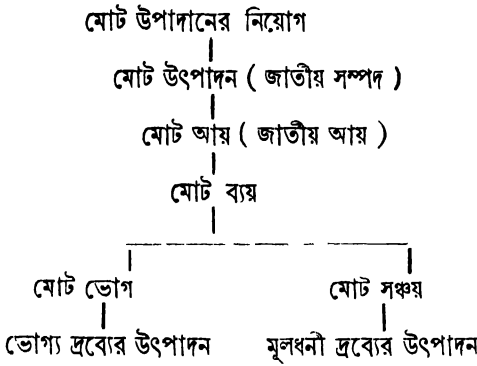 মোট উপাদানের নিয়োগ
মোট উৎপাদন ( জাতীয় সম্পদ )
মোট আয় ( জাতীয় আয় )
মোট ব্যয়
মোট ভোগ মোট সঞ্চয়
ভোগ্য দ্রব্যের উৎপাদন মূলধনী দ্রব্যের উৎপাদন